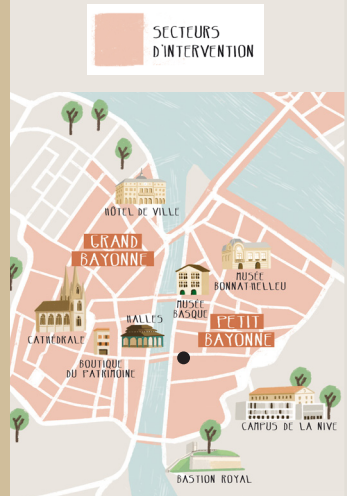 SECTEURS
D'INTERVENTION
HÔTEL DE VILLE
GRAND
BAYONNE
MUSÉE
BONNAT-HELLEU
MUSÉE
BASQUE
HALLES
PETIT
BAYONNE
CATHÉDRALE
BOUTIQUE
DU PATRIMOINE
CAMPUS DE LA NIVE
BASTION ROYAL